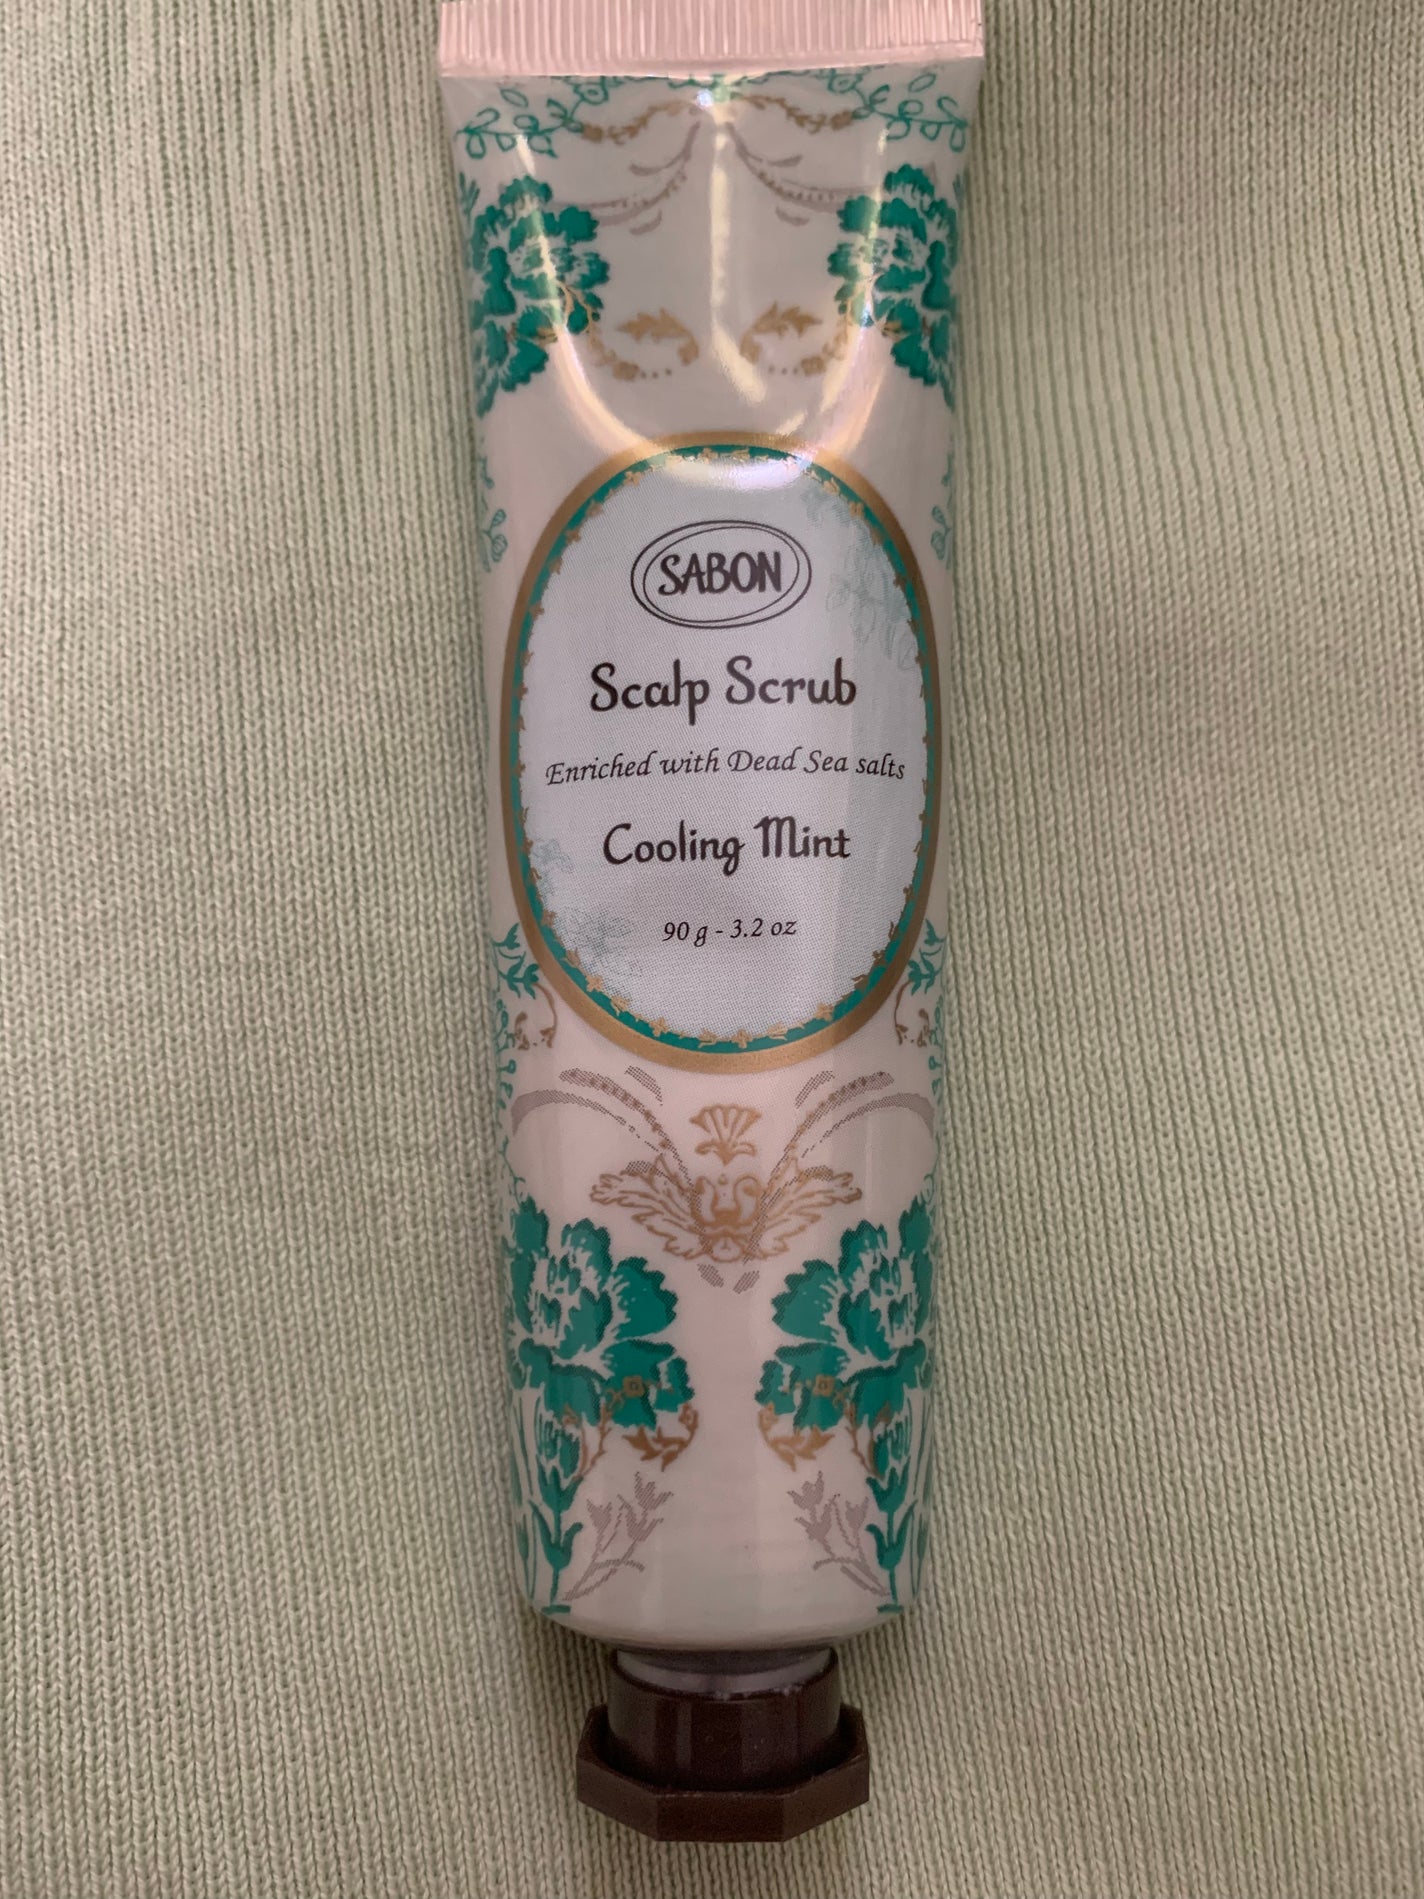 SABON
Scalp Scrub
Enriched with Dead Sea salts
Cooling Mint
90 g - 3.2 oz